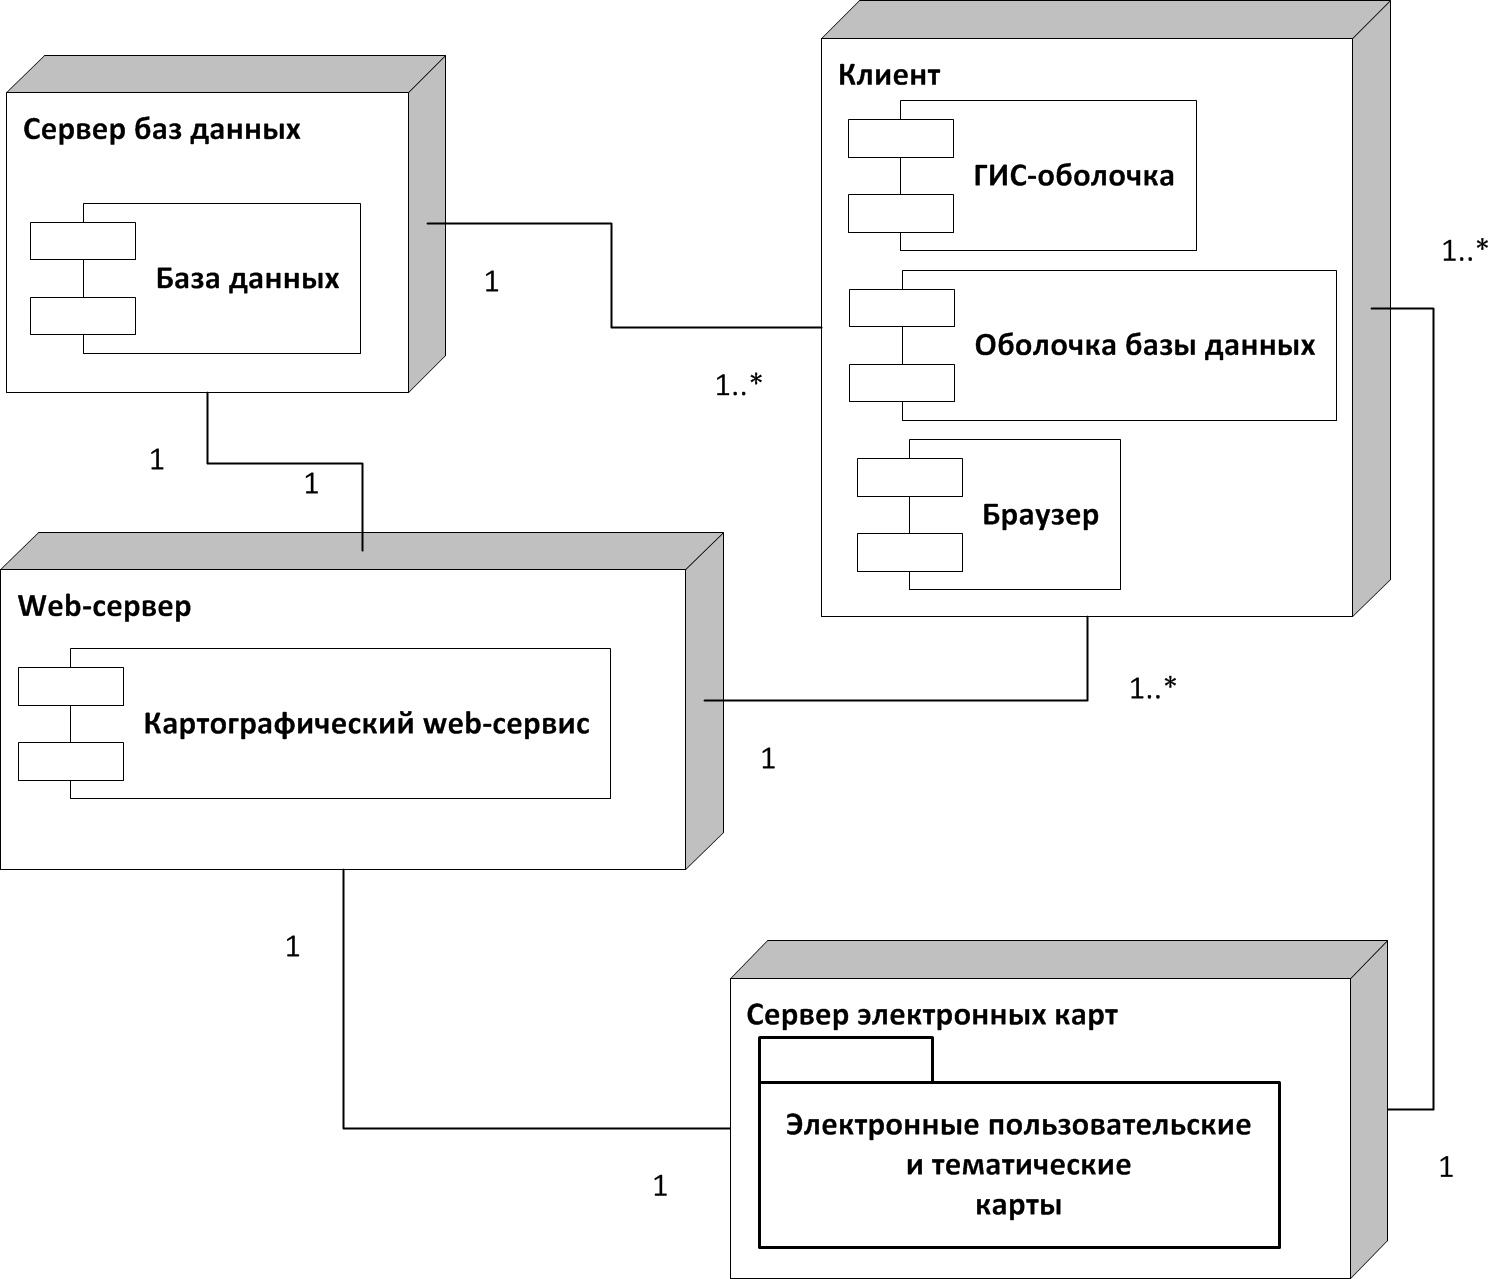 Клиент
ГИС-оболочка
Оболочка базы данных
Браузер
Сервер баз данных
База данных
1
1..*
1..*
1
1
Web-сервер
Картографический web-сервис
1..*
1
1
Сервер электронных карт
Электронные пользовательские
и тематические
карты
1
1